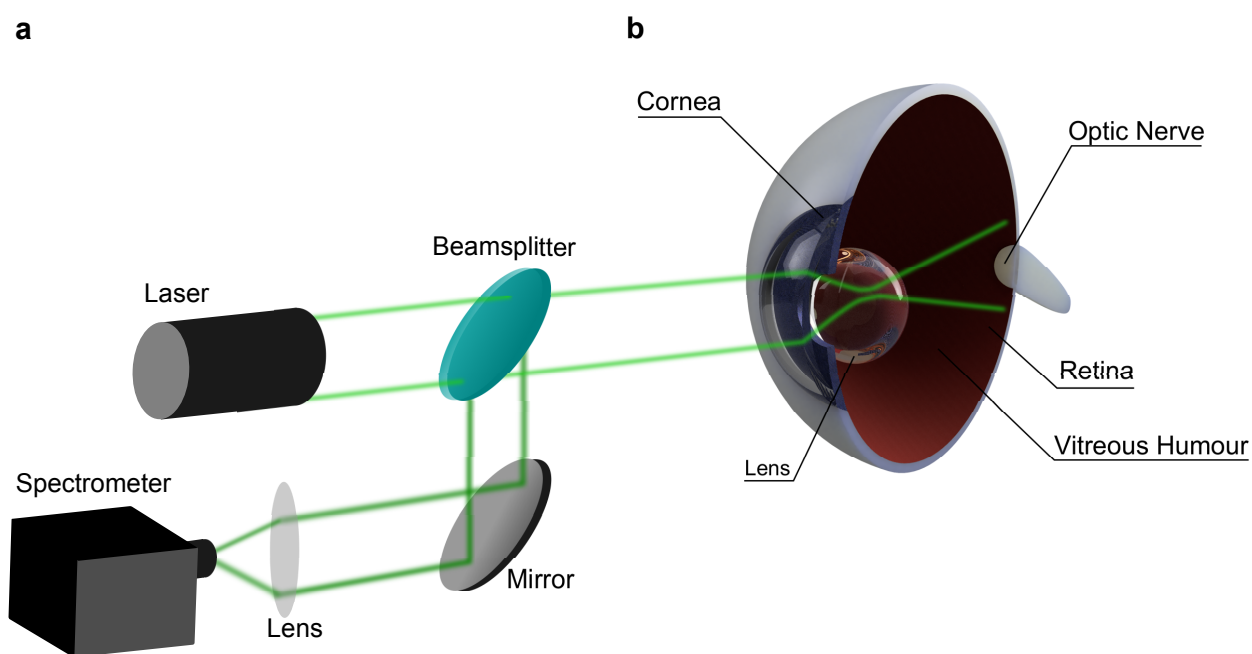 a
b
Cornea
Optic Nerve
Beamsplitter
Laser
Retina
Vitreous Humour
Lens
Spectrometer
Mirror
Lens